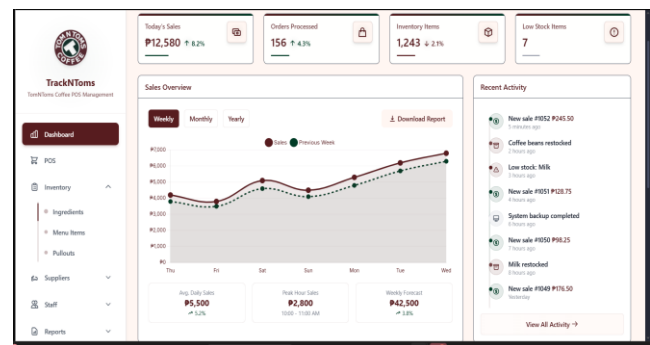 TOM N TOMS
COFFEE
TrackNToms
TomNToms Coffee POS Management
Dashboard
POS
Inventory
Ingredients
Menu Items
Pullouts
Suppliers
Staff
Reports
Today's Sales
₱12,580 ↑ 8.2%
Orders Processed
156 ↑ 4.3%
Inventory Items
1,243 ↓ 2.1%
Low Stock Items
7
Sales Overview
Weekly Monthly Yearly
Download Report
Sales Previous Week
₱7,000
₱6,000
₱5,000
₱4,000
₱3,000
₱2,000
₱1,000
₱0
Thu Fri Sat Sun Mon Tue Wed
Avg. Daily Sales
₱5,500
5.2%
Peak Hour Sales
₱2,800
10:00 - 11:00 AM
Weekly Forecast
₱42,500
3.8%
Recent Activity
New sale #1052 ₱245.50
5 minutes ago
Coffee beans restocked
2 hours ago
Low stock: Milk
3 hours ago
New sale #1051 ₱128.75
4 hours ago
System backup completed
6 hours ago
New sale #1050 ₱98.25
7 hours ago
Milk restocked
8 hours ago
New sale #1049 ₱176.50
Yesterday
View All Activity →